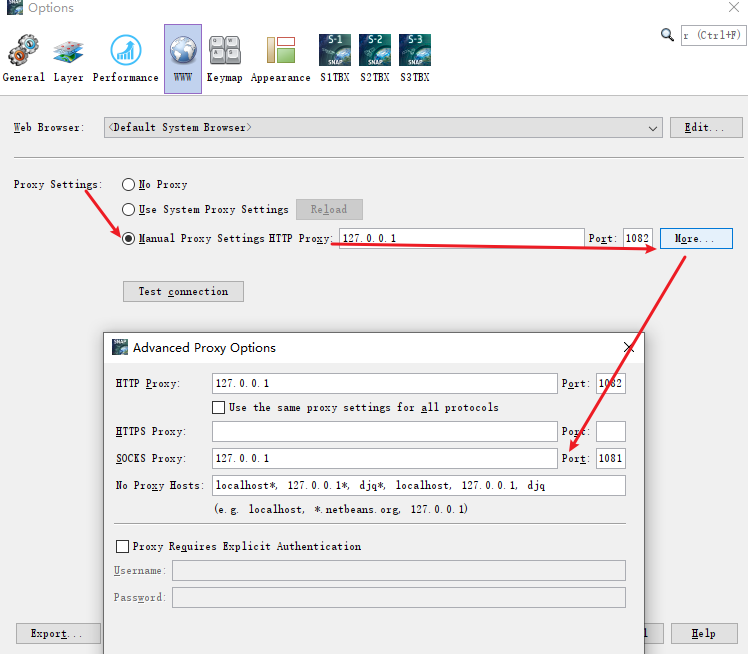 Options
r (Ctrl+F)
General Layer Performance WWW Keymap Appearance S1TBX S2TBX S3TBX
S-1 SNAP S-2 SNAP S-3 SNAP
Web Browser: <Default System Browser> Edit...
Proxy Settings: No Proxy
Use System Proxy Settings Reload
Manual Proxy Settings HTTP Proxy: 127.0.0.1 Port: 1082 More...
Test connection
SNAP Advanced Proxy Options
HTTP Proxy: 127.0.0.1 Port: 1082
Use the same proxy settings for all protocols
HTTPS Proxy: Port:
SOCKS Proxy: 127.0.0.1 Port: 1081
No Proxy Hosts: localhost*, 127.0.0.1*, djq*, localhost, 127.0.0.1, djq
(e.g. localhost, *.netbeans.org, 127.0.0.1)
Proxy Requires Explicit Authentication
Username:
Password:
Export... l Help